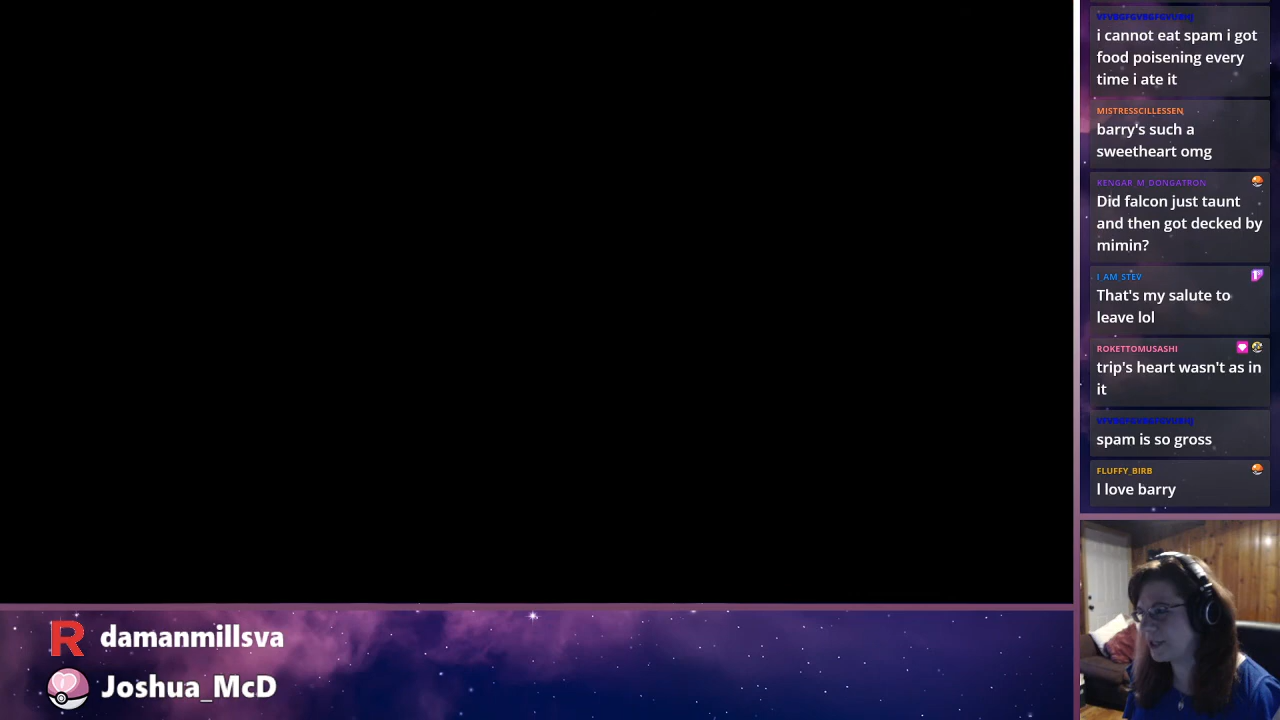 i cannot eat spam i got
food poisening every
time i ate it
MISTRESSCILLESSEN
barry's such a
sweetheart omg
KENGAR_M_DONGATRON
Did falcon just taunt
and then got decked by
mimin?
I_AM_STEV
That's my salute to
leave lol
ROKETTOMUSASHI
trip's heart wasn't as in
it
spam is so gross
FLUFFY_BIRB
I love barry
R damanmillsva
Joshua_McD